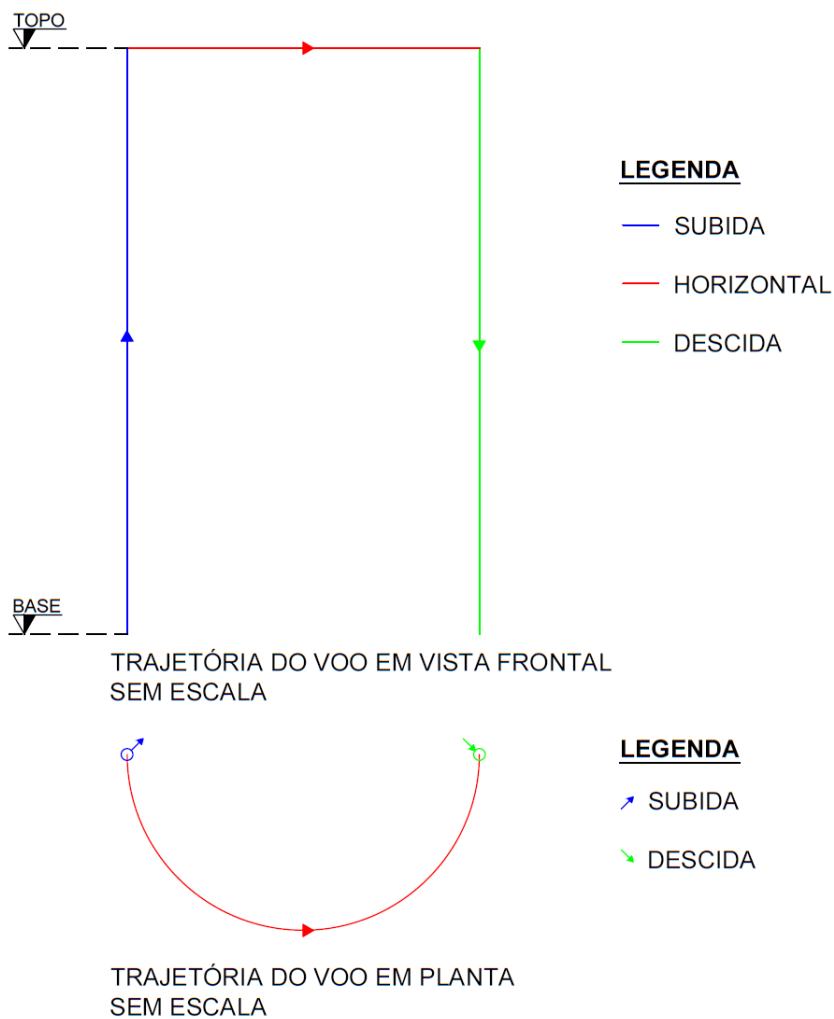 TOPO
LEGENDA
SUBIDA
HORIZONTAL
DESCIDA
BASE
TRAJETÓRIA DO VOO EM VISTA FRONTAL
SEM ESCALA
LEGENDA
SUBIDA
DESCIDA
TRAJETÓRIA DO VOO EM PLANTA
SEM ESCALA